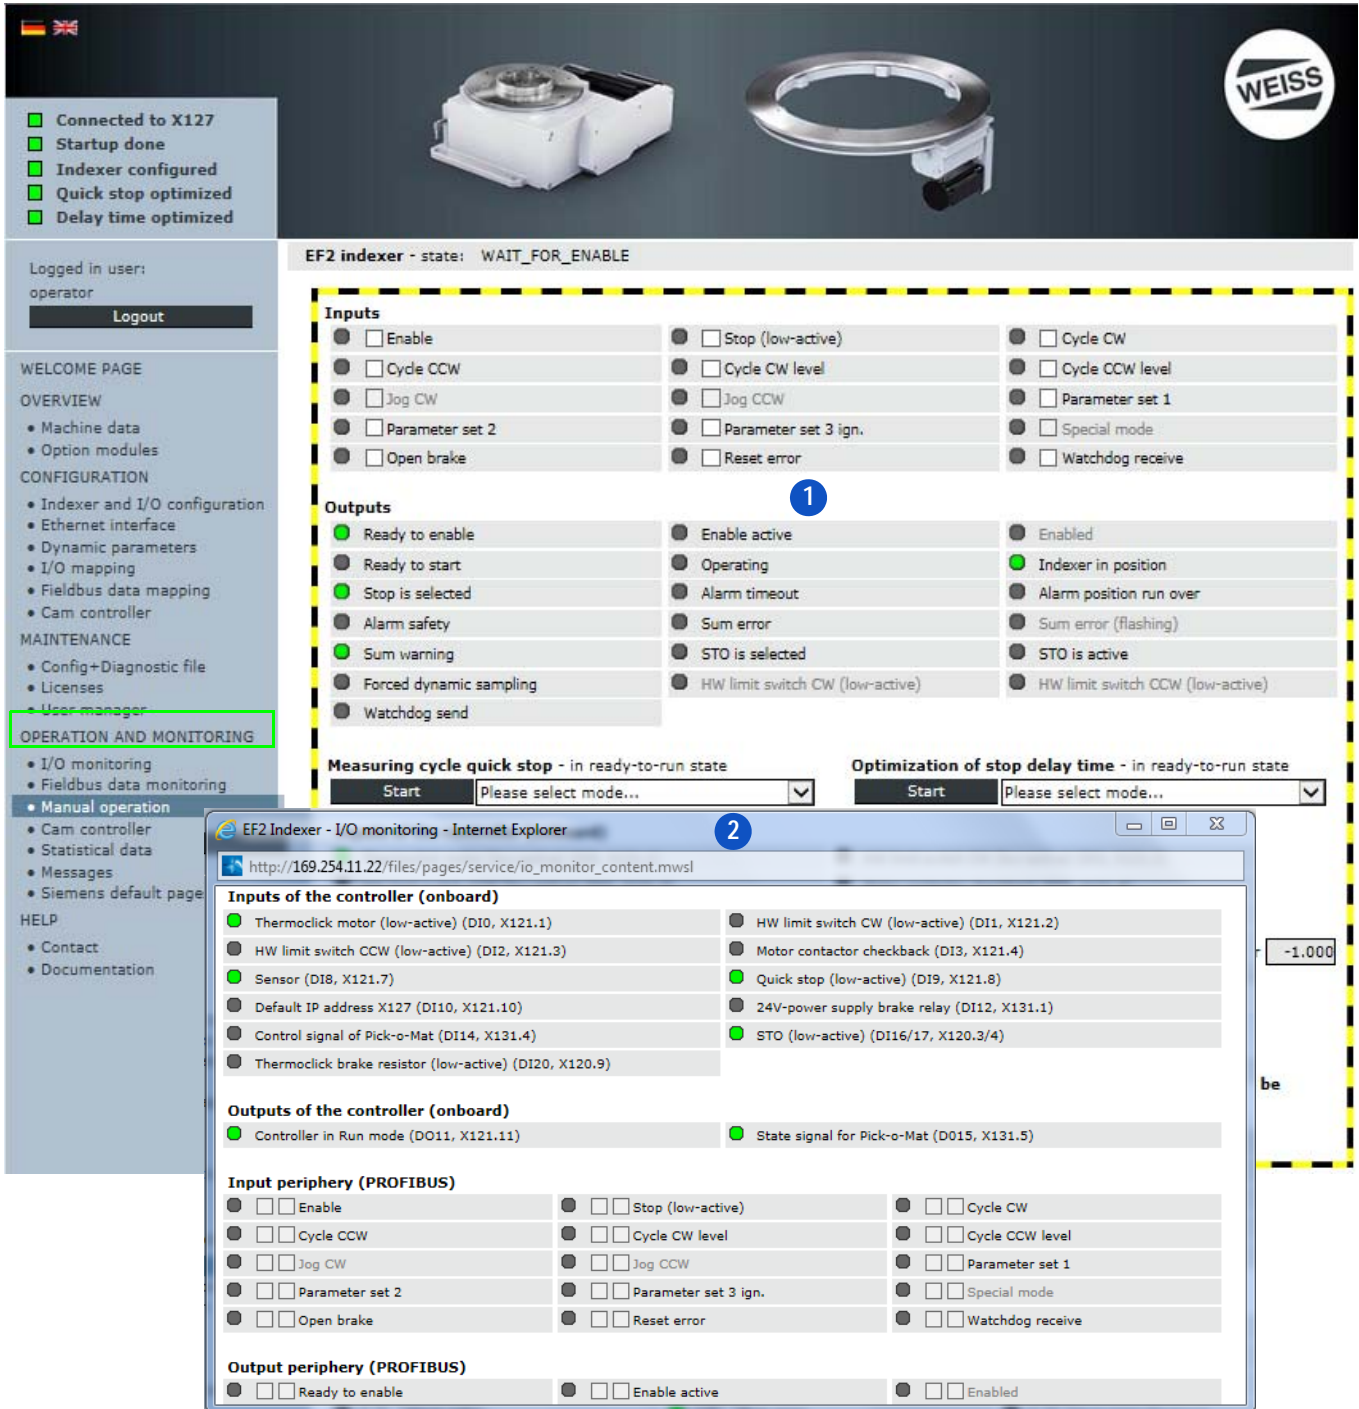 WEISS
Connected to X127
Startup done
Indexer configured
Quick stop optimized
Delay time optimized
Logged in user:
operator
Logout
WELCOME PAGE
OVERVIEW
• Machine data
• Option modules
CONFIGURATION
• Indexer and I/O configuration
• Ethernet interface
• Dynamic parameters
• I/O mapping
• Fieldbus data mapping
• Cam controller
MAINTENANCE
• Config+Diagnostic file
• Licenses
• User manager
OPERATION AND MONITORING
• I/O monitoring
• Fieldbus data monitoring
• Manual operation
• Cam controller
• Statistical data
• Messages
• Siemens default page
HELP
• Contact
• Documentation
EF2 indexer - state: WAIT_FOR_ENABLE
Inputs
Enable Stop (low-active) Cycle CW
Cycle CCW Cycle CW level Cycle CCW level
Jog CW Jog CCW Parameter set 1
Parameter set 2 Parameter set 3 ign. Special mode
Open brake Reset error Watchdog receive
1
Outputs
Ready to enable Enable active Enabled
Ready to start Operating Indexer in position
Stop is selected Alarm timeout Alarm position run over
Alarm safety Sum error Sum error (flashing)
Sum warning STO is selected STO is active
Forced dynamic sampling HW limit switch CW (low-active) HW limit switch CCW (low-active)
Watchdog send
Measuring cycle quick stop - in ready-to-run state Optimization of stop delay time - in ready-to-run state
Start Please select mode... Start Please select mode...
-1.000
be
EF2 Indexer - I/O monitoring - Internet Explorer 2
http://169.254.11.22/files/pages/service/io_monitor_content.mwsl
Inputs of the controller (onboard)
Thermoclick motor (low-active) (DI0, X121.1) HW limit switch CW (low-active) (DI1, X121.2)
HW limit switch CCW (low-active) (DI2, X121.3) Motor contactor checkback (DI3, X121.4)
Sensor (DI8, X121.7) Quick stop (low-active) (DI9, X121.8)
Default IP address X127 (DI10, X121.10) 24V-power supply brake relay (DI12, X131.1)
Control signal of Pick-o-Mat (DI14, X131.4) STO (low-active) (DI16/17, X120.3/4)
Thermoclick brake resistor (low-active) (DI20, X120.9)
Outputs of the controller (onboard)
Controller in Run mode (DO11, X121.11) State signal for Pick-o-Mat (D015, X131.5)
Input periphery (PROFIBUS)
Enable Stop (low-active) Cycle CW
Cycle CCW Cycle CW level Cycle CCW level
Jog CW Jog CCW Parameter set 1
Parameter set 2 Parameter set 3 ign. Special mode
Open brake Reset error Watchdog receive
Output periphery (PROFIBUS)
Ready to enable Enable active Enabled